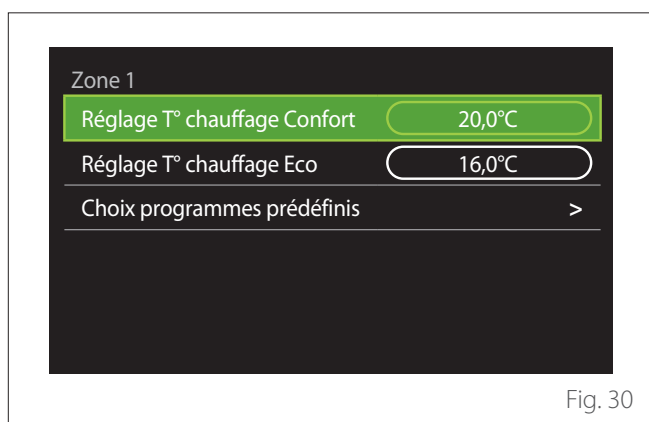 Zone 1
Réglage T° chauffage Confort 20,0°C
Réglage T° chauffage Eco 16,0°C
Choix programmes prédéfinis >
Fig. 30